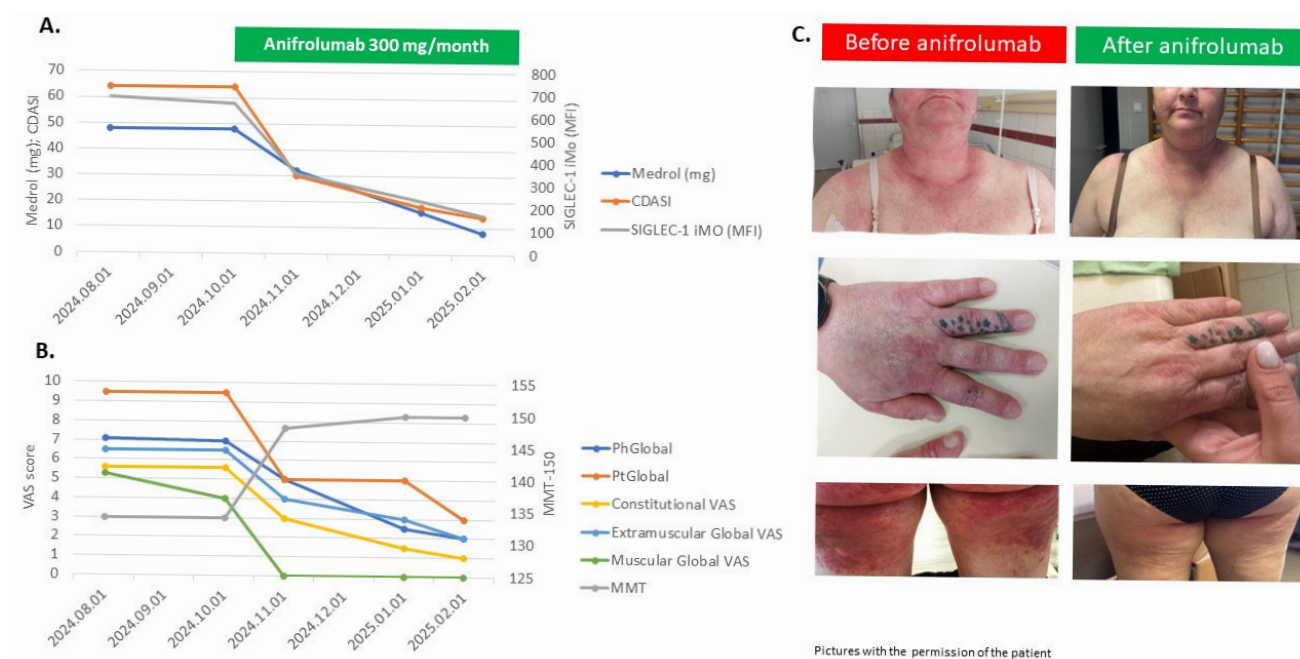 A.
Anifrolumab 300 mg/month
70
60
50
40
30
20
10
0
Medrol (mg); CDASI
800
700
600
500
400
300
200
100
0
SIGLEC-1 iMo (MFI)
2024.08.01
2024.09.01
2024.10.01
2024.11.01
2024.12.01
2025.01.01
2025.02.01
Medrol (mg)
CDASI
SIGLEC-1 iMO (MFI)
B.
10
9
8
7
6
5
4
3
2
1
0
VAS score
155
150
145
140
135
130
125
MMT-150
2024.08.01
2024.09.01
2024.10.01
2024.11.01
2024.12.01
2025.01.01
2025.02.01
PhGlobal
PtGlobal
Constitutional VAS
Extramuscular Global VAS
Muscular Global VAS
MMT
C.
Before anifrolumab
After anifrolumab
Pictures with the permission of the patient